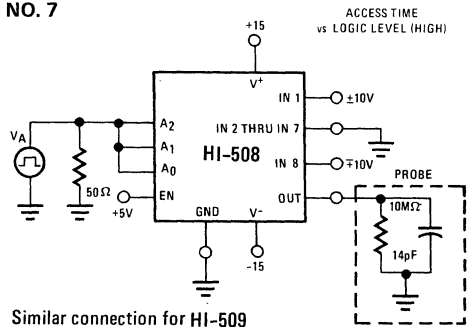 NO. 7
ACCESS TIME
vs LOGIC LEVEL (HIGH)
+15
V+
IN 1
±10V
VA
A2
IN 2 THRU IN 7
A1
HI-508
A0
IN 8
∓10V
50Ω
EN
+5V
OUT
PROBE
GND
V-
10MΩ
14pF
-15
Similar connection for HI-509